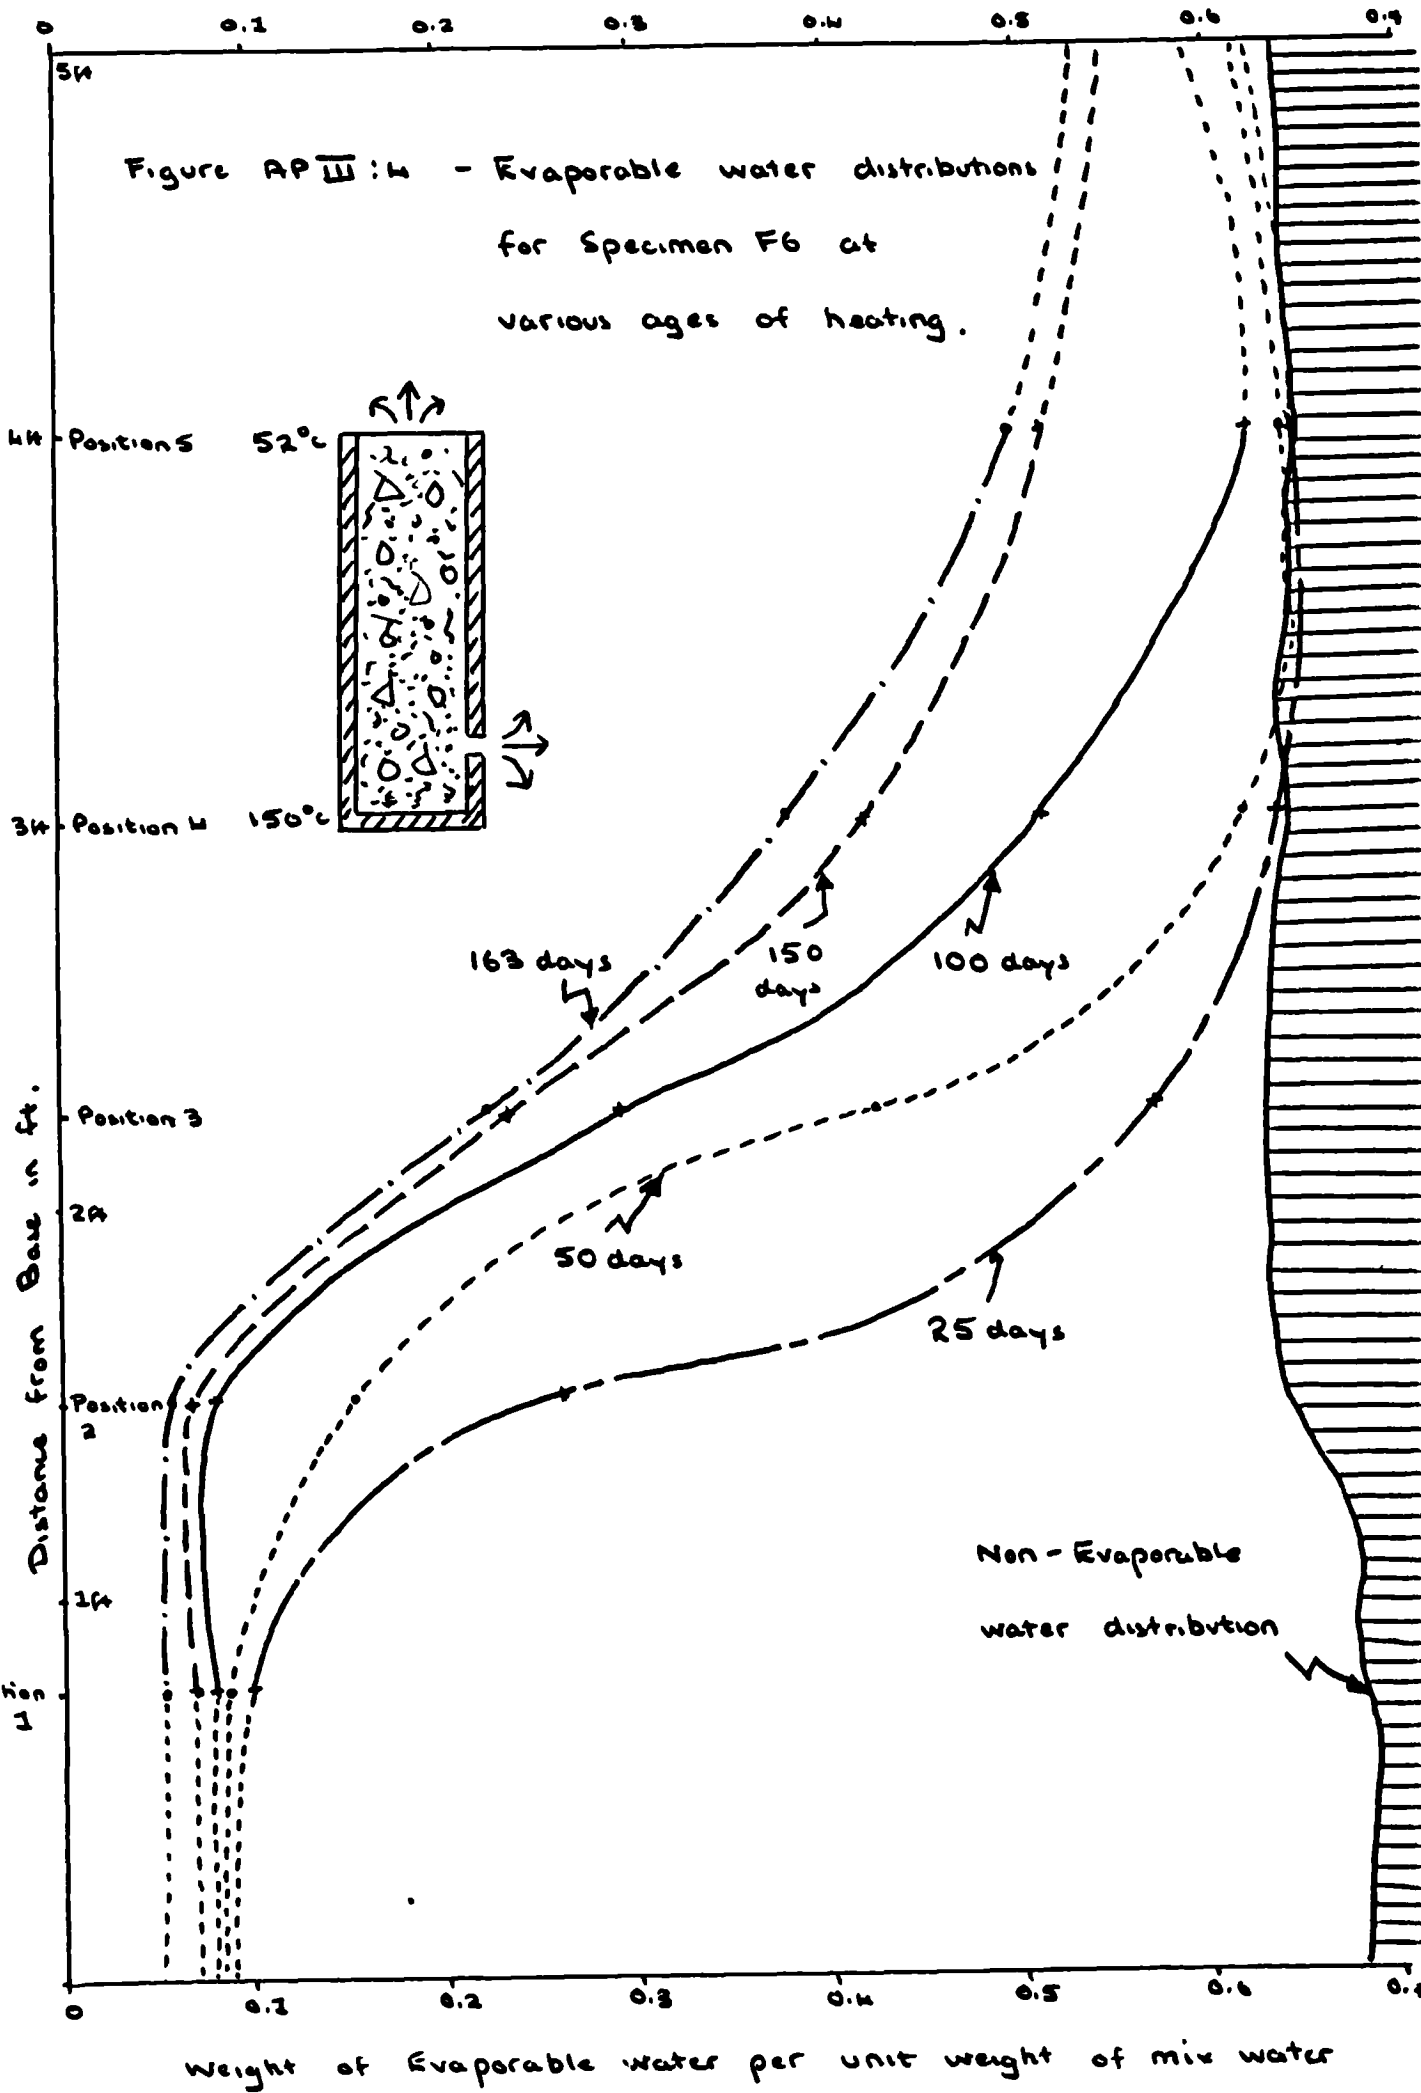 0 0.1 0.2 0.3 0.4 0.5 0.6 0.7
5ft
Figure AP III : 4 - Evaporable water distributions
for Specimen F6 at
various ages of heating.
4ft Position 5 52°c
3ft Position 4 150°c
163 days
150
days
100 days
Position 3
2ft
50 days
25 days
Position
2
Non-Evaporable
1ft
water distribution
1
Distance from Base in ft.
0 0.1 0.2 0.3 0.4 0.5 0.6
Weight of Evaporable water per unit weight of mix water